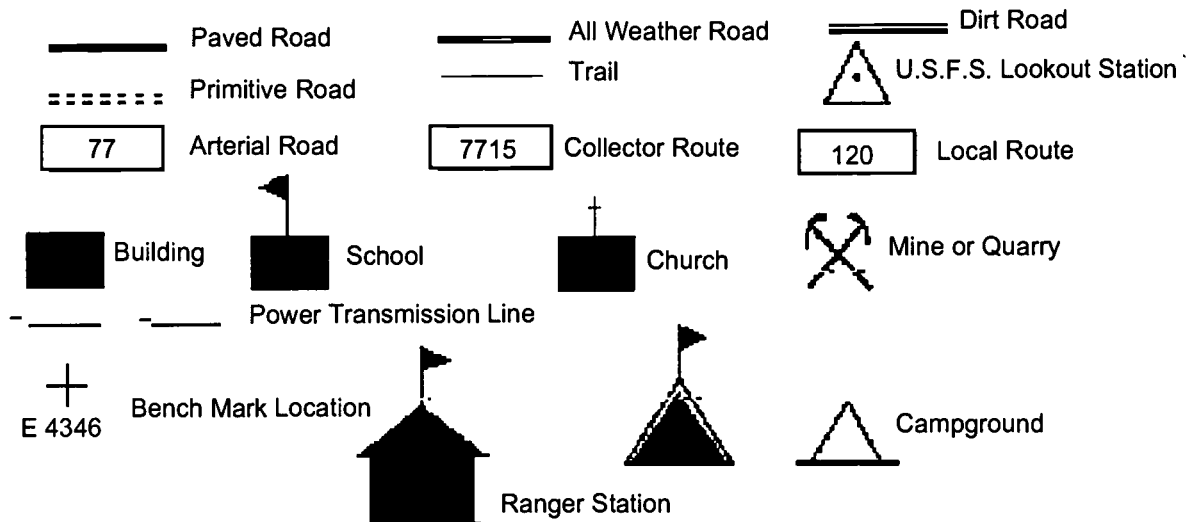 Paved Road
All Weather Road
Dirt Road
Primitive Road
Trail
U.S.F.S. Lookout Station
77
Arterial Road
7715
Collector Route
120
Local Route
Building
School
Church
Mine or Quarry
Power Transmission Line
E 4346
Bench Mark Location
Ranger Station
Campground